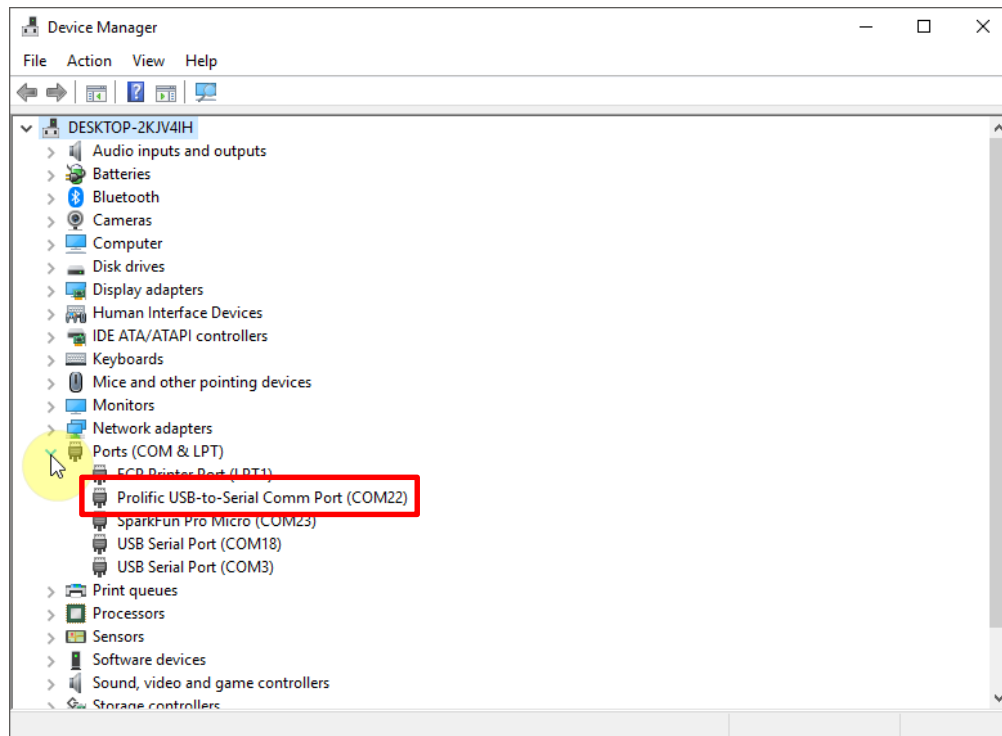 Device Manager
File Action View Help
DESKTOP-2KJV4IH
Audio inputs and outputs
Batteries
Bluetooth
Cameras
Computer
Disk drives
Display adapters
Human Interface Devices
IDE ATA/ATAPI controllers
Keyboards
Mice and other pointing devices
Monitors
Network adapters
Ports (COM & LPT)
ECP Printer Port (LPT1)
Prolific USB-to-Serial Comm Port (COM22)
SparkFun Pro Micro (COM23)
USB Serial Port (COM18)
USB Serial Port (COM3)
Print queues
Processors
Sensors
Software devices
Sound, video and game controllers
Storage controllers